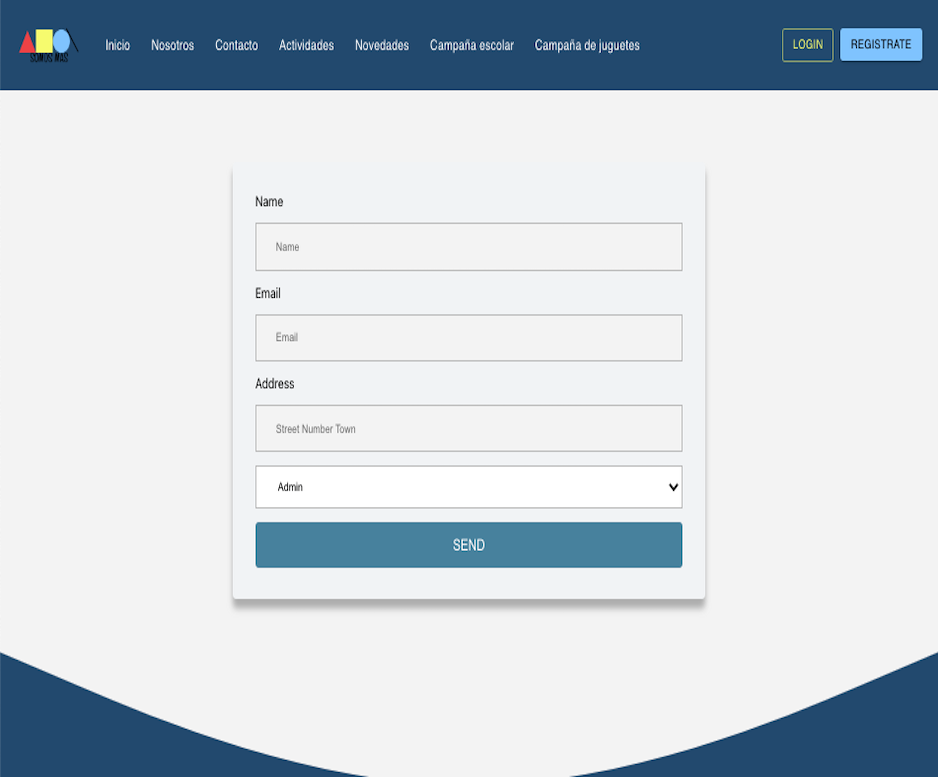 SOMOS MÁS
Inicio Nosotros Contacto Actividades Novedades Campaña escolar Campaña de juguetes LOGIN REGISTRATE
Name
Name
Email
Email
Address
Street Number Town
Admin
SEND